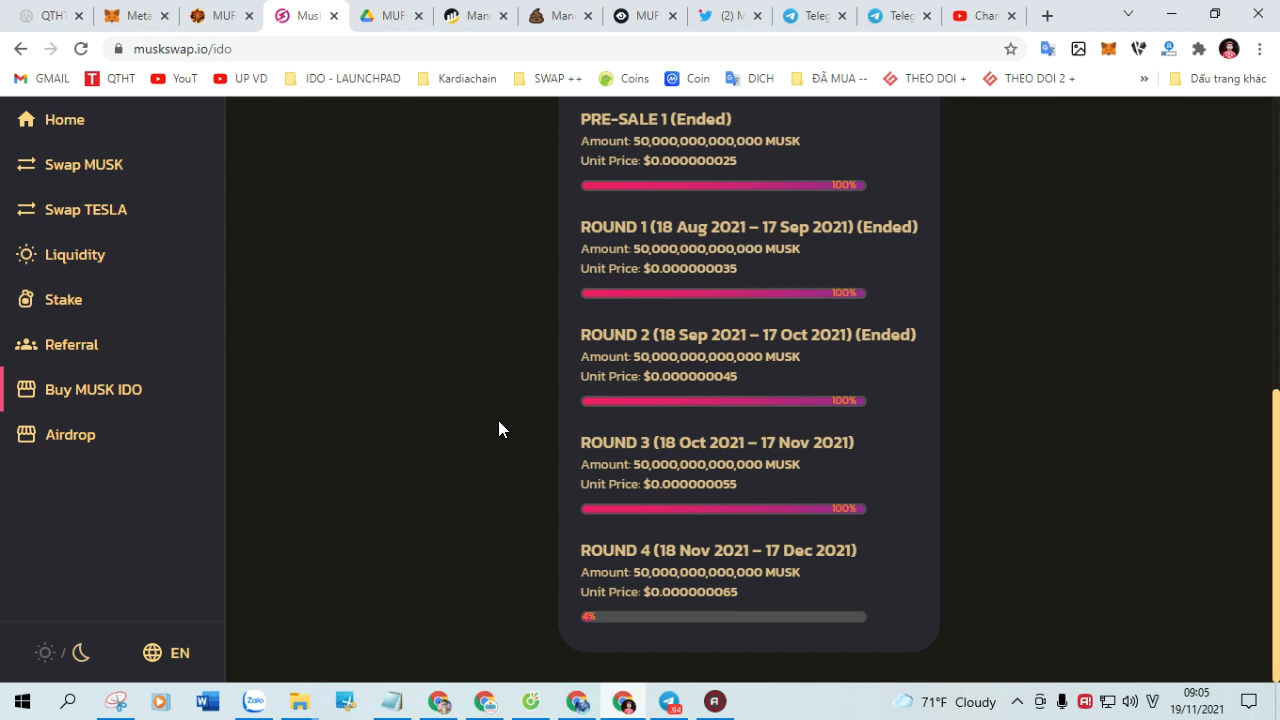 QTHT
Meta
MUF
Musl
MUF
Man
Man
MUF
(2) M
Teleg
Teleg
Chan
muskswap.io/ido
GMAIL
QTHT
YouT
UP VD
IDO - LAUNCHPAD
Kardiachain
SWAP ++
Coins
Coin
DICH
ĐÃ MUA --
THEO DOI +
THEO DOI 2 +
»
Dấu trang khác
Home
Swap MUSK
Swap TESLA
Liquidity
Stake
Referral
Buy MUSK IDO
Airdrop
/
EN
PRE-SALE 1 (Ended)
Amount: 50,000,000,000,000 MUSK
Unit Price: $0.000000025
100%
ROUND 1 (18 Aug 2021 – 17 Sep 2021) (Ended)
Amount: 50,000,000,000,000 MUSK
Unit Price: $0.000000035
100%
ROUND 2 (18 Sep 2021 – 17 Oct 2021) (Ended)
Amount: 50,000,000,000,000 MUSK
Unit Price: $0.000000045
100%
ROUND 3 (18 Oct 2021 – 17 Nov 2021)
Amount: 50,000,000,000,000 MUSK
Unit Price: $0.000000055
100%
ROUND 4 (18 Nov 2021 – 17 Dec 2021)
Amount: 50,000,000,000,000 MUSK
Unit Price: $0.000000065
4%
Zalo
94
71°F Cloudy
09:05
19/11/2021